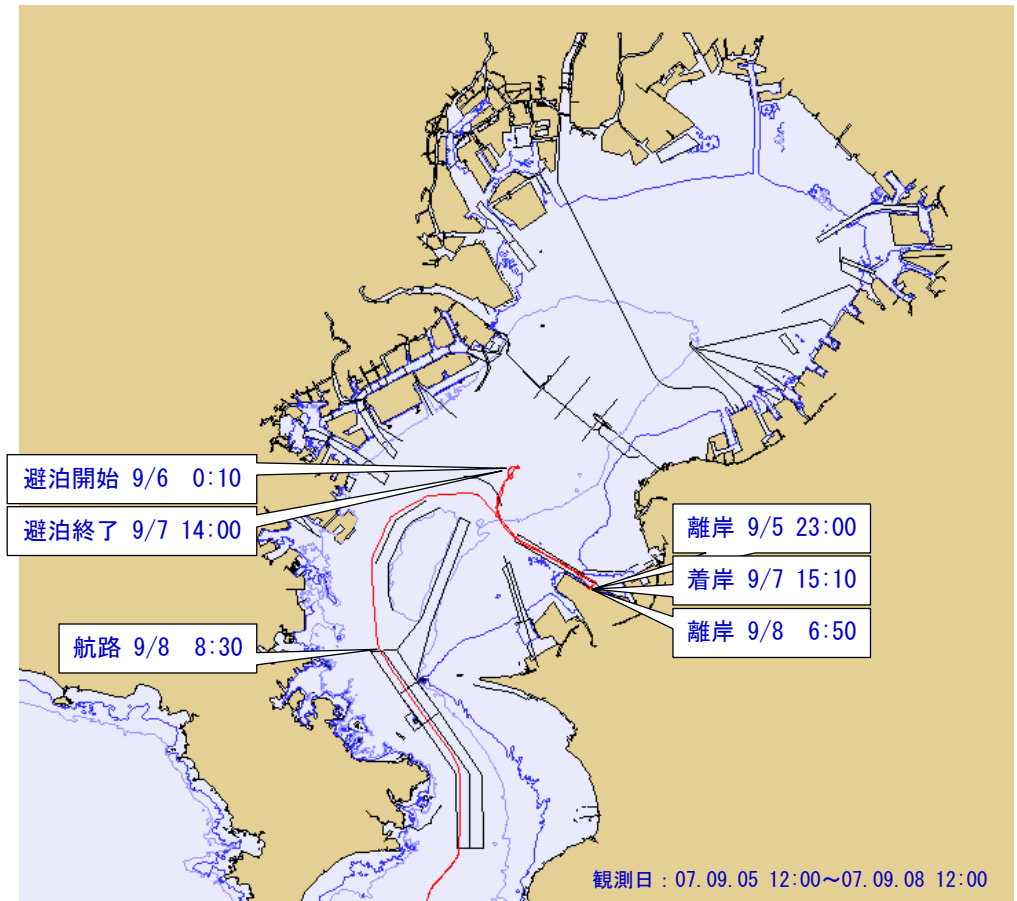 避泊開始 9/6 0:10
避泊終了 9/7 14:00
離岸 9/5 23:00
着岸 9/7 15:10
離岸 9/8 6:50
航路 9/8 8:30
観測日：07.09.05 12:00～07.09.08 12:00